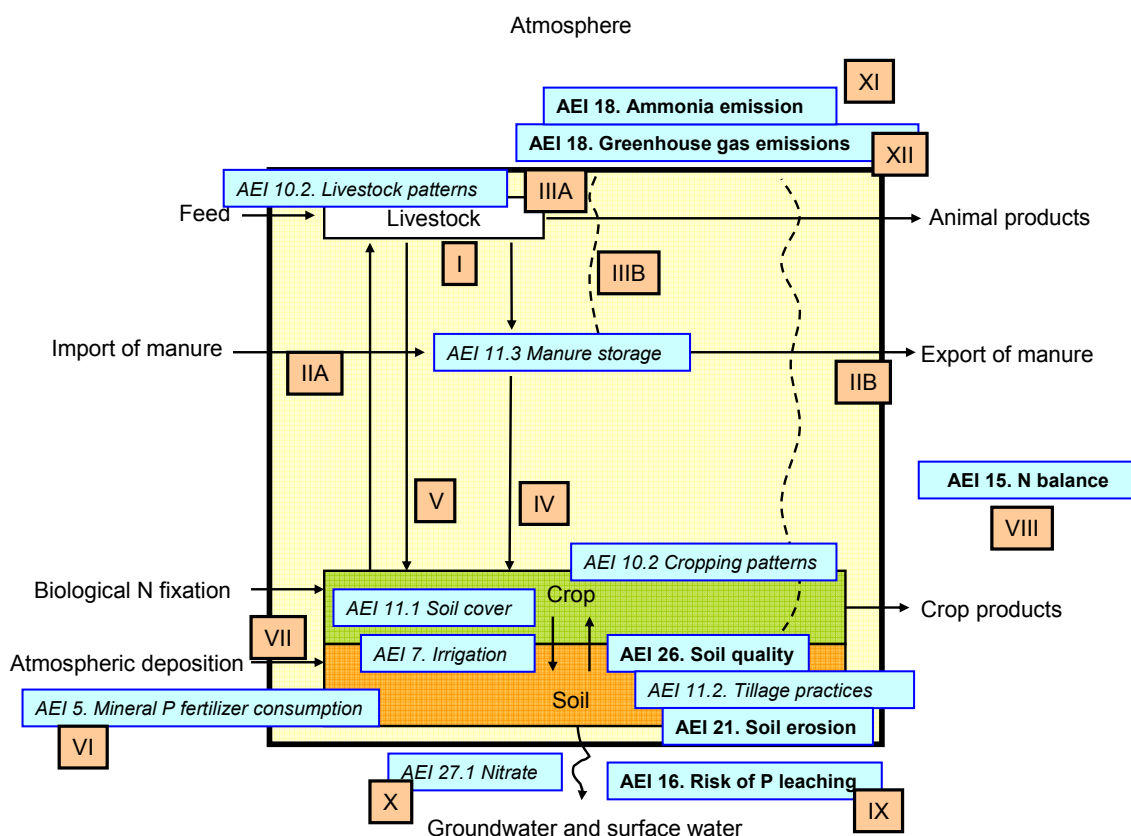 Atmosphere
XI
AEI 18. Ammonia emission
AEI 18. Greenhouse gas emissions
XII
AEI 10.2. Livestock patterns
IIIA
Feed
Livestock
Animal products
I
IIIB
Import of manure
AEI 11.3 Manure storage
Export of manure
IIA
IIB
AEI 15. N balance
V
IV
VIII
AEI 10.2 Cropping patterns
Biological N fixation
Crop
AEI 11.1 Soil cover
Crop products
VII
AEI 7. Irrigation
AEI 26. Soil quality
Atmospheric deposition
AEI 11.2. Tillage practices
Soil
AEI 5. Mineral P fertilizer consumption
AEI 21. Soil erosion
VI
AEI 27.1 Nitrate
AEI 16. Risk of P leaching
X
IX
Groundwater and surface water